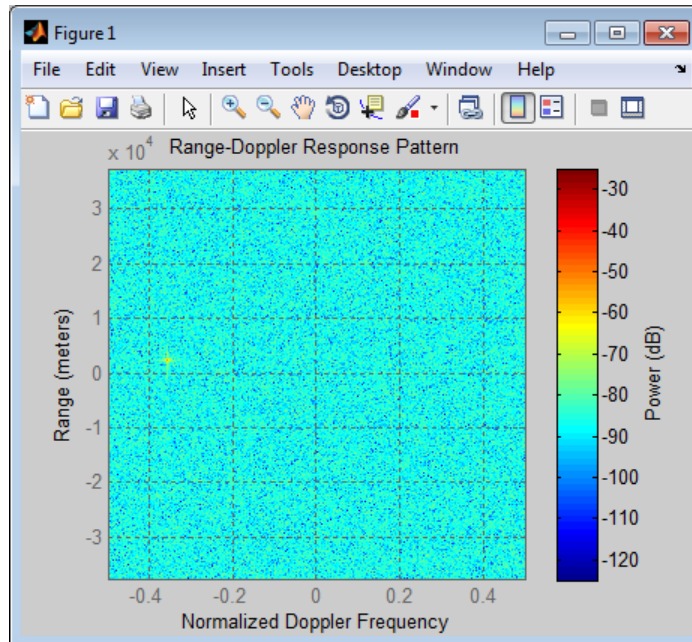 Figure 1
File Edit View Insert Tools Desktop Window Help
x 10^4 Range-Doppler Response Pattern
3
2
1
0
-1
-2
-3
Range (meters)
-0.4 -0.2 0 0.2 0.4
Normalized Doppler Frequency
-30
-40
-50
-60
-70
-80
-90
-100
-110
-120
Power (dB)